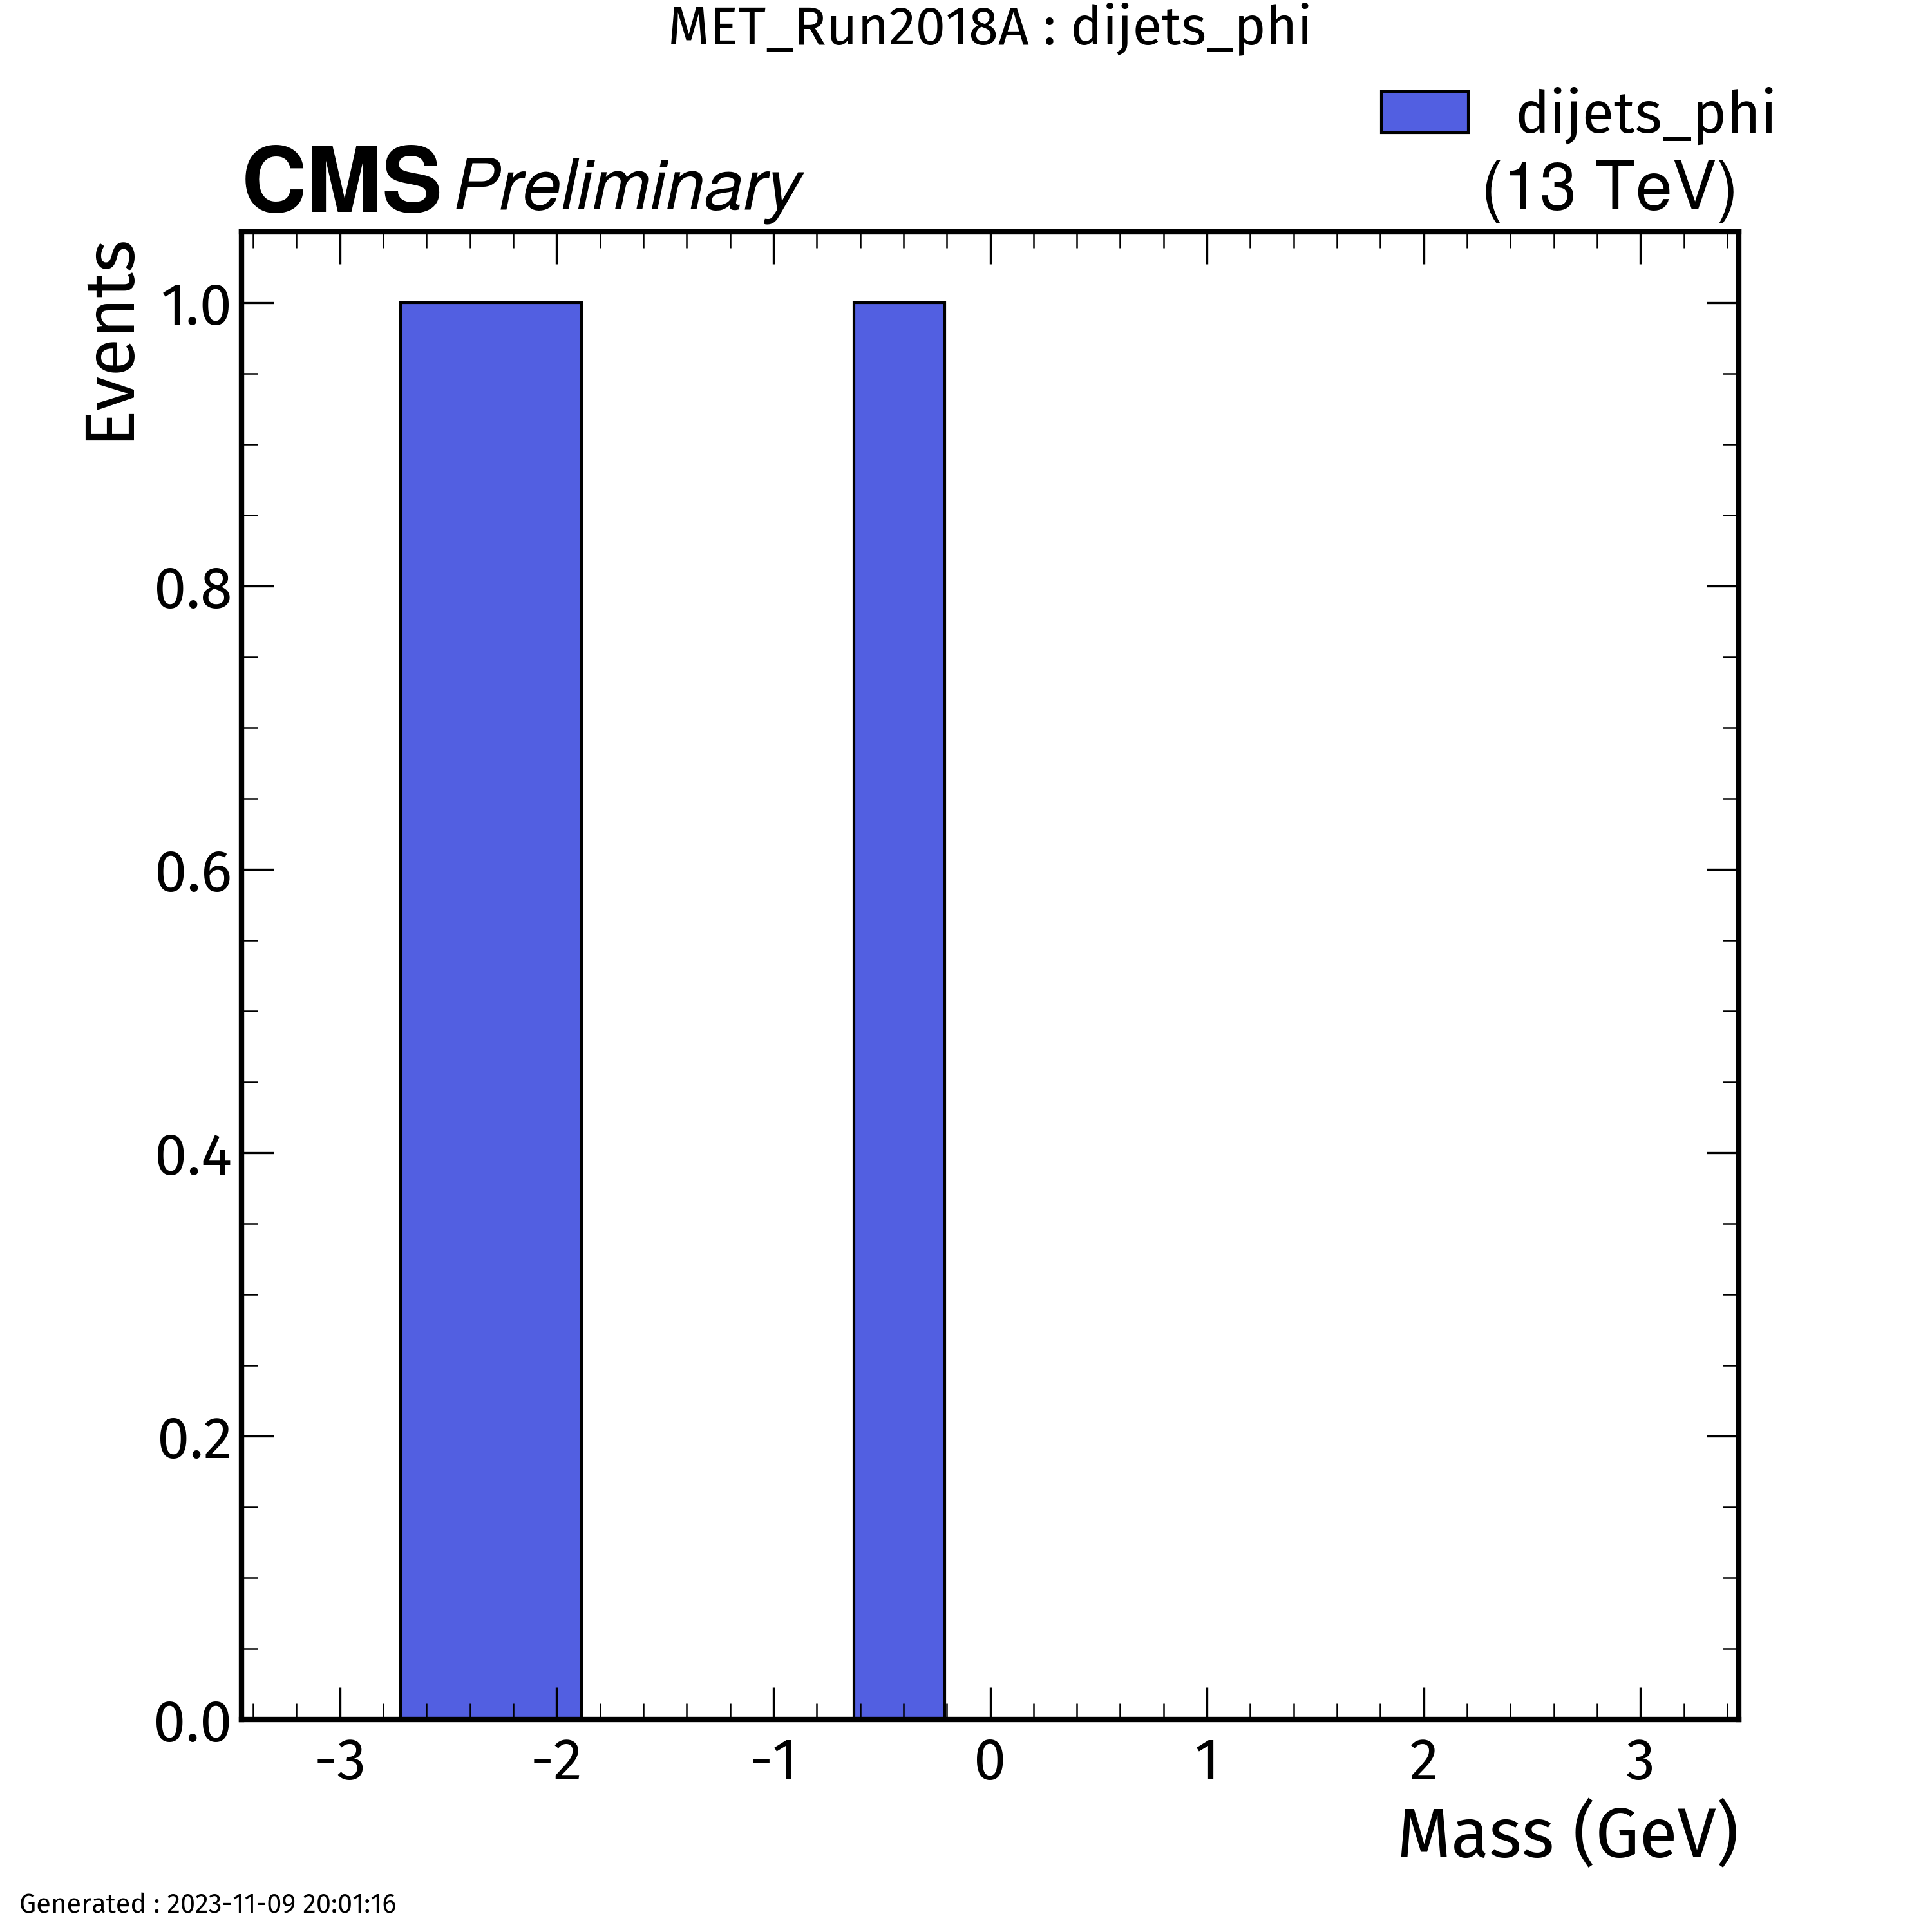 MET_Run2018A : dijets_phi
dijets_phi
CMS Preliminary
(13 TeV)
Events
1.0
0.8
0.6
0.4
0.2
0.0
-3 -2 -1 0 1 2 3
Mass (GeV)
Generated : 2023-11-09 20:01:16